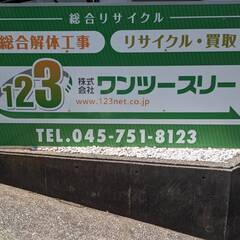 総合リサイクル
総合解体工事 リサイクル・買取
123 株式会社 ワンツースリー
www.123net.co.jp
TEL.045-751-8123